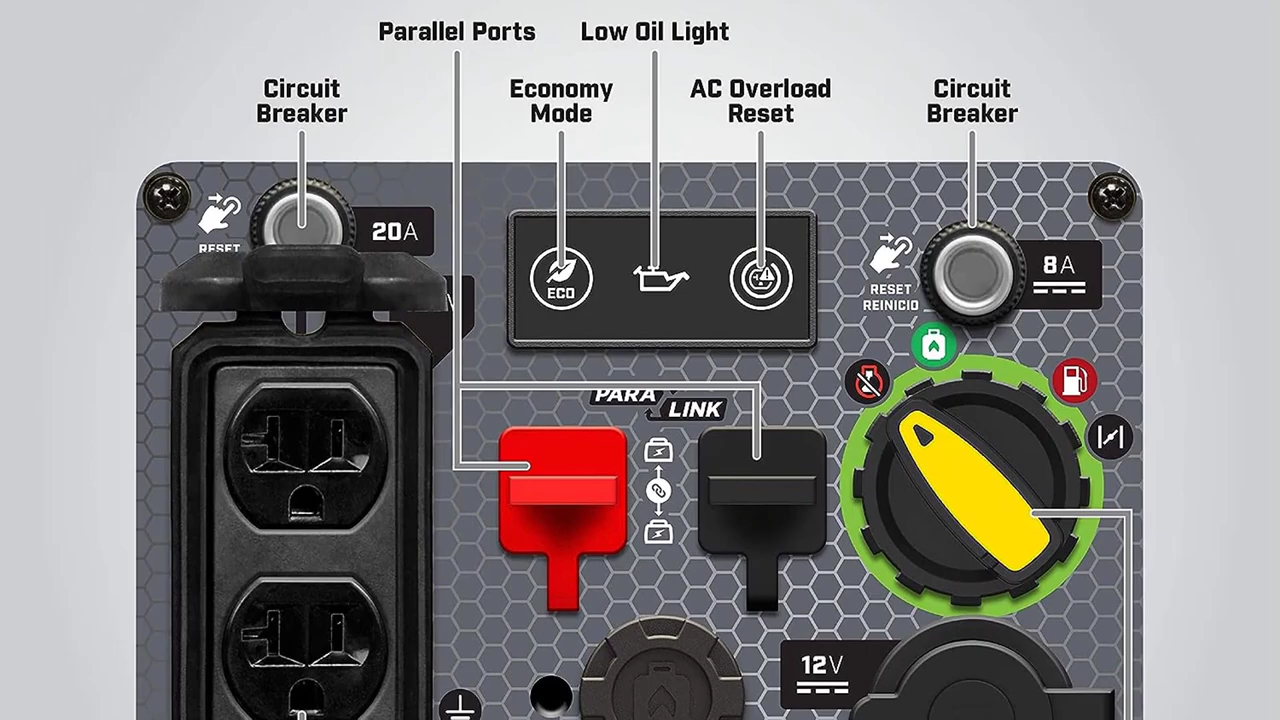 Parallel Ports
Low Oil Light
Circuit
Breaker
Economy
Mode
AC Overload
Reset
Circuit
Breaker
RESET
20A
ECO
RESET
REINICIO
8A
PARA
LINK
12V